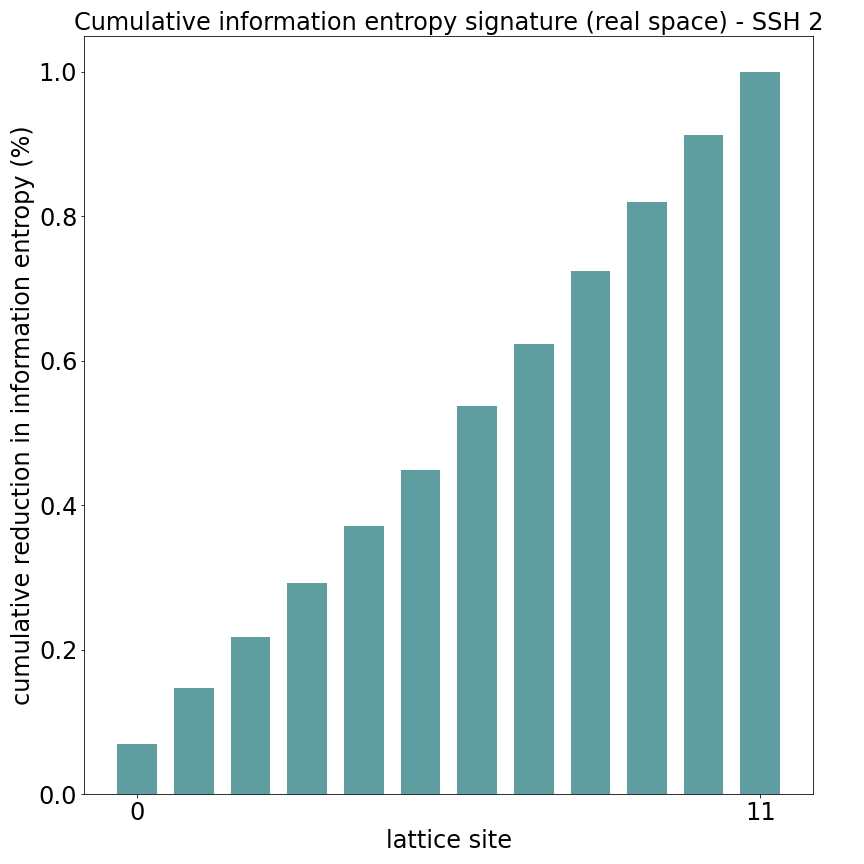 Cumulative information entropy signature (real space) - SSH 2
cumulative reduction in information entropy (%)
1.0
0.8
0.6
0.4
0.2
0.0
0
11
lattice site